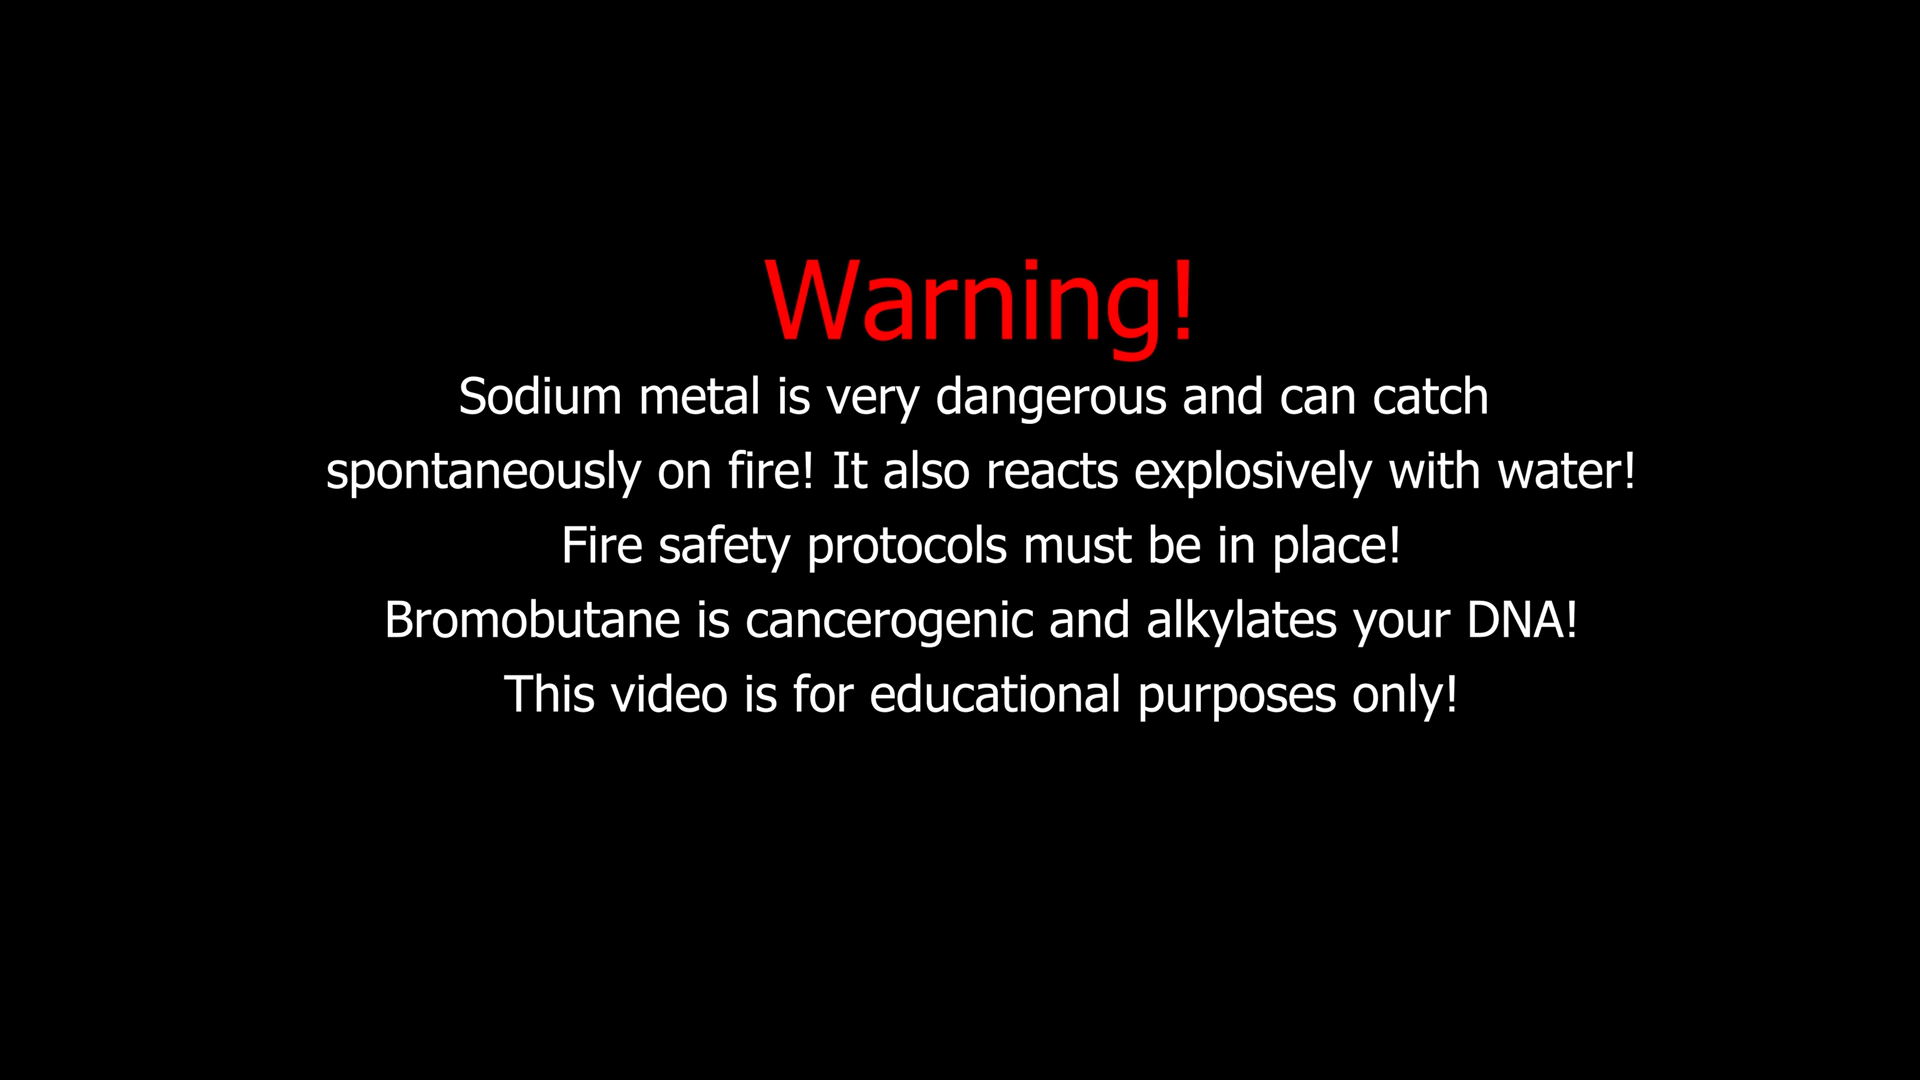 Warning!
Sodium metal is very dangerous and can catch
spontaneously on fire! It also reacts explosively with water!
Fire safety protocols must be in place!
Bromobutane is cancerogenic and alkylates your DNA!
This video is for educational purposes only!